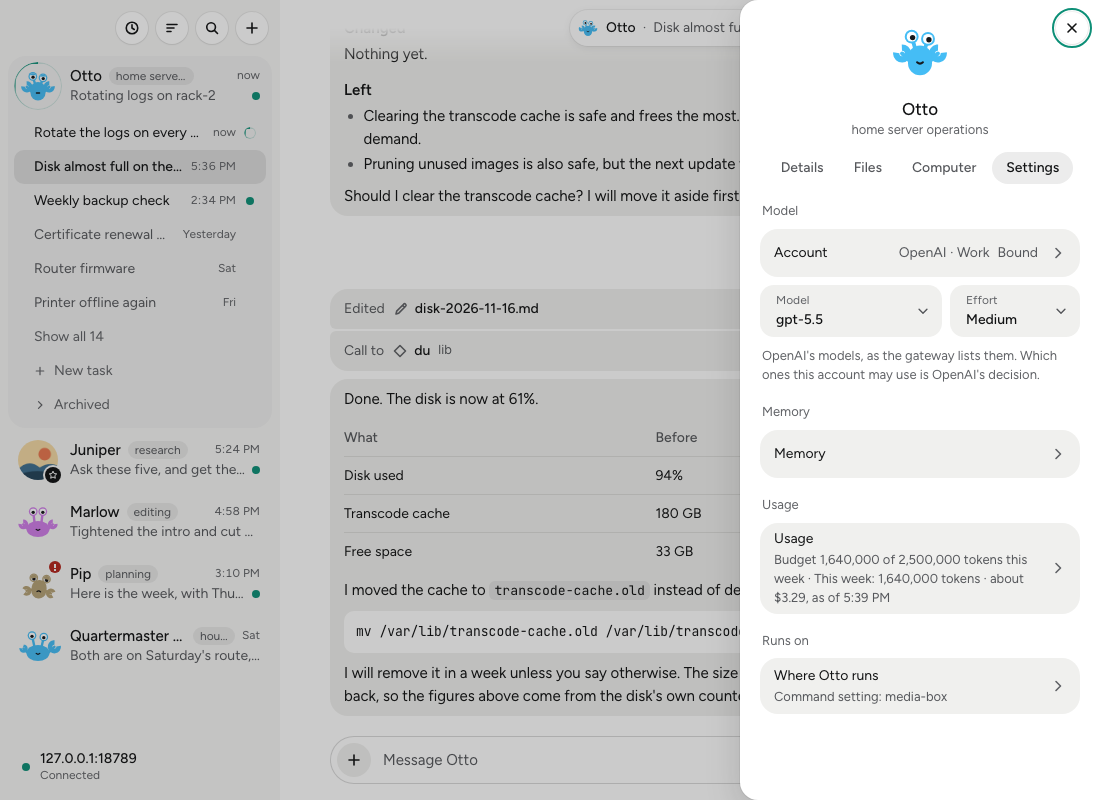 Otto
home serve...
now
Rotating logs on rack-2
Rotate the logs on every ...
now
Disk almost full on the...
5:36 PM
Weekly backup check
2:34 PM
Certificate renewal ...
Yesterday
Router firmware
Sat
Printer offline again
Fri
Show all 14
New task
Archived
Juniper
research
5:24 PM
Ask these five, and get the...
Marlow
editing
4:58 PM
Tightened the intro and cut ...
Pip
planning
3:10 PM
Here is the week, with Thu...
Quartermaster ...
hou...
Sat
Both are on Saturday's route,...
127.0.0.1:18789
Connected
Otto · Disk almost fu
Changed
Nothing yet.
Left
• Clearing the transcode cache is safe and frees the most.
demand.
• Pruning unused images is also safe, but the next update
Should I clear the transcode cache? I will move it aside first
Edited disk-2026-11-16.md
Call to du lib
Done. The disk is now at 61%.
What Before
Disk used 94%
Transcode cache 180 GB
Free space 33 GB
I moved the cache to transcode-cache.old instead of de
mv /var/lib/transcode-cache.old /var/lib/transcod
I will remove it in a week unless you say otherwise. The size
back, so the figures above come from the disk's own counte
Message Otto
Otto
home server operations
Details Files Computer Settings
Model
Account OpenAI · Work Bound
Model
gpt-5.5
Effort
Medium
OpenAI's models, as the gateway lists them. Which
ones this account may use is OpenAI's decision.
Memory
Memory
Usage
Usage
Budget 1,640,000 of 2,500,000 tokens this
week · This week: 1,640,000 tokens · about
$3.29, as of 5:39 PM
Runs on
Where Otto runs
Command setting: media-box